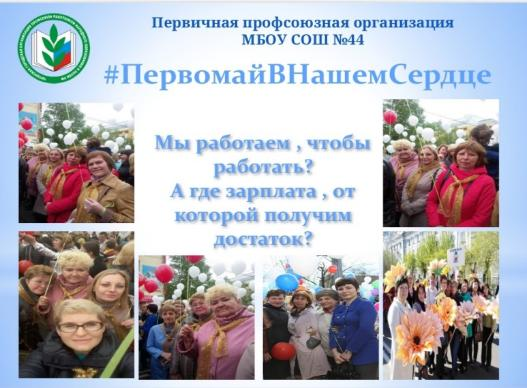 Первичная профсоюзная организация
МБОУ СОШ №44
#ПервомайВНашемСердце
Мы работаем , чтобы
работать?
А где зарплата , от
которой получим
достаток?